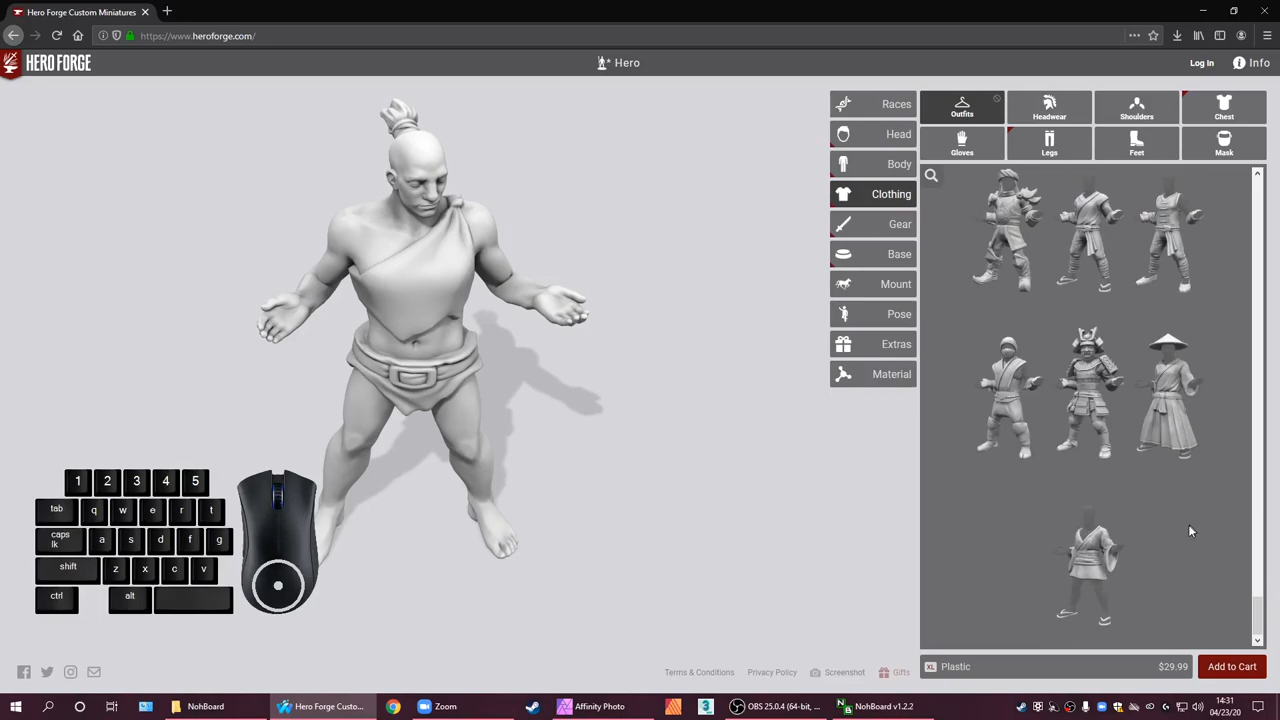 Hero Forge Custom Miniatures
https://www.heroforge.com/
HERO FORGE
* Hero
Log In
Info
Races
Head
Body
Clothing
Gear
Base
Mount
Pose
Extras
Material
Outfits
Headwear
Shoulders
Chest
Gloves
Legs
Feet
Mask
1 2 3 4 5
tab q w e r t
caps lk a s d f g
shift z x c v
ctrl alt
Terms & Conditions
Privacy Policy
Screenshot
Gifts
XL Plastic
$29.99
Add to Cart
NohBoard
Hero Forge Custo...
Zoom
Affinity Photo
3
OBS 25.0.4 (64-bit, ...
NohBoard v1.2.2
14:31
04/23/20